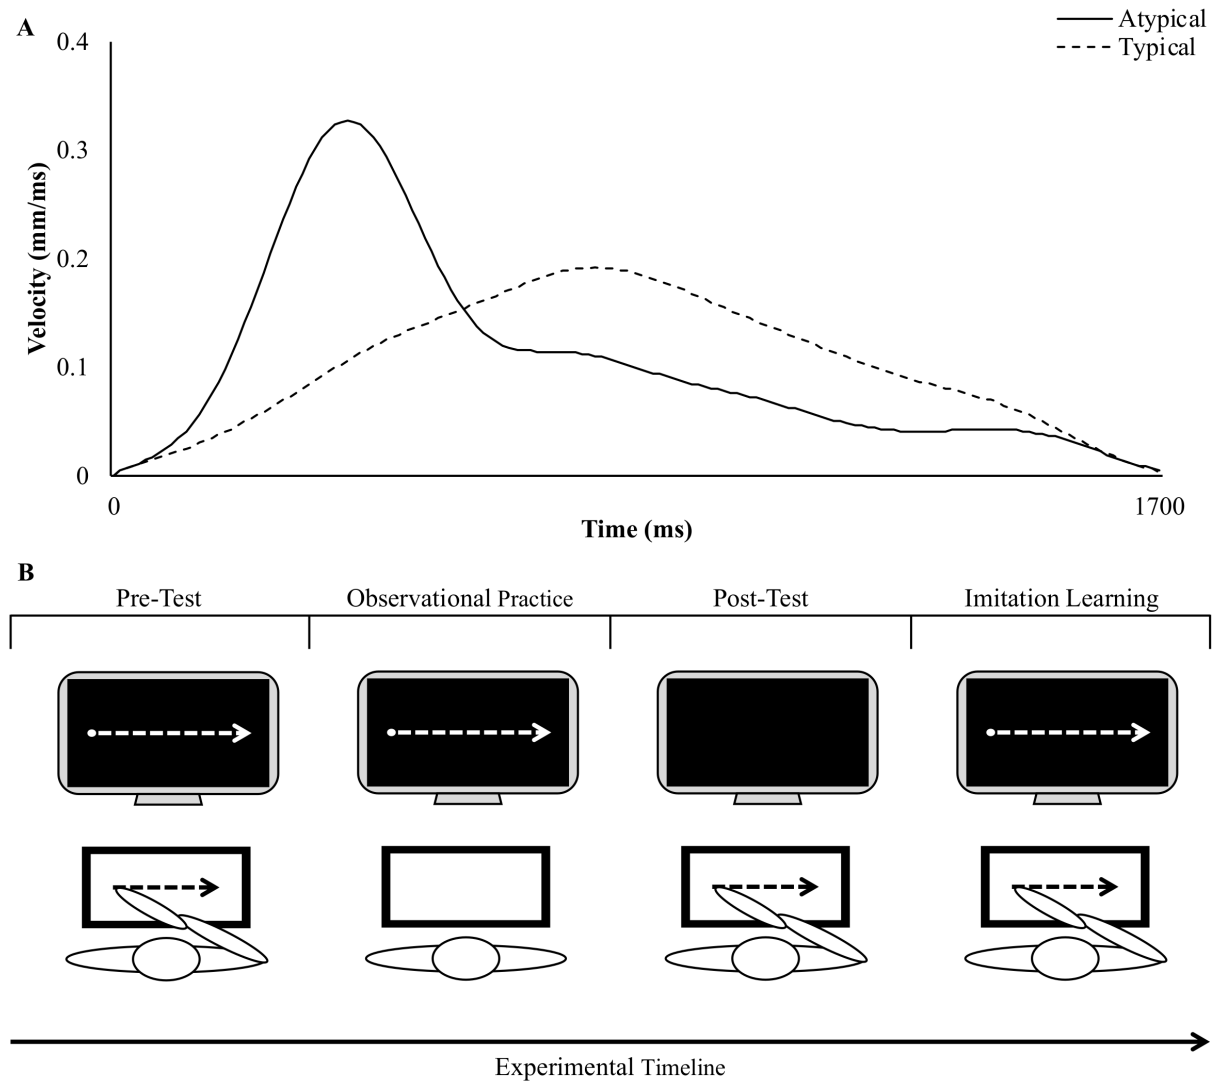 A
Atypical
Typical
0.4
0.3
0.2
0.1
0
Velocity (mm/ms)
0
1700
Time (ms)
B
Pre-Test
Observational Practice
Post-Test
Imitation Learning
Experimental Timeline